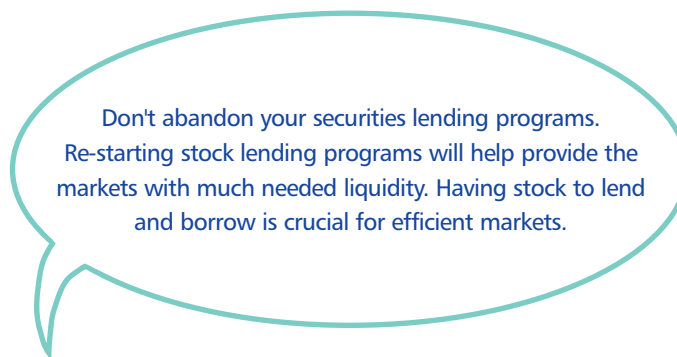 Don't abandon your securities lending programs.
Re-starting stock lending programs will help provide the
markets with much needed liquidity. Having stock to lend
and borrow is crucial for efficient markets.